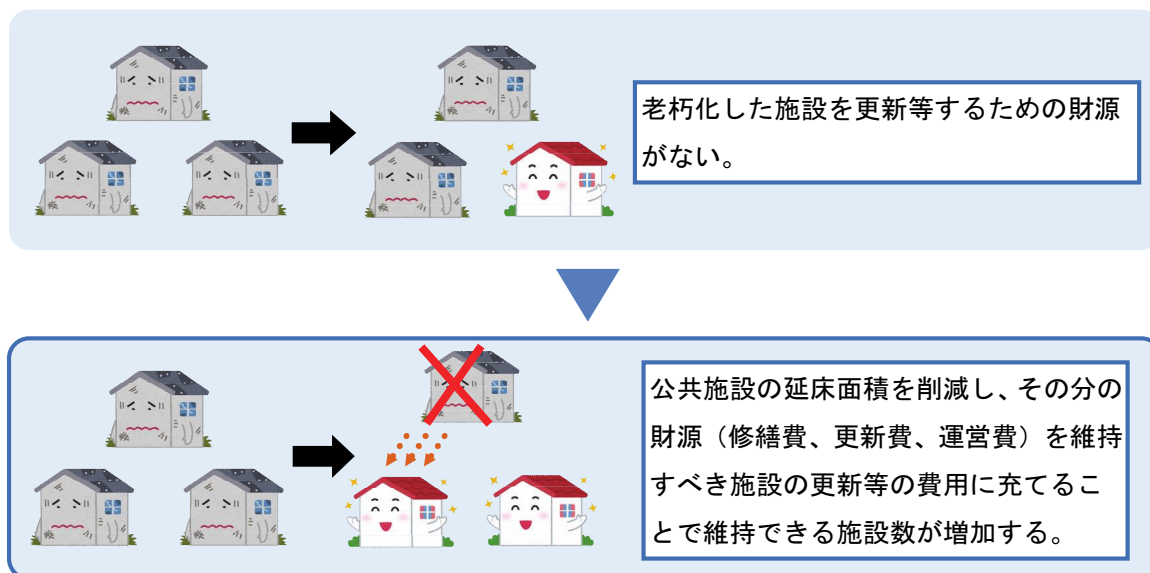 老朽化した施設を更新等するための財源
がない。
公共施設の延床面積を削減し、その分の
財源（修繕費、更新費、運営費）を維持
すべき施設の更新等の費用に充てるこ
とで維持できる施設数が増加する。